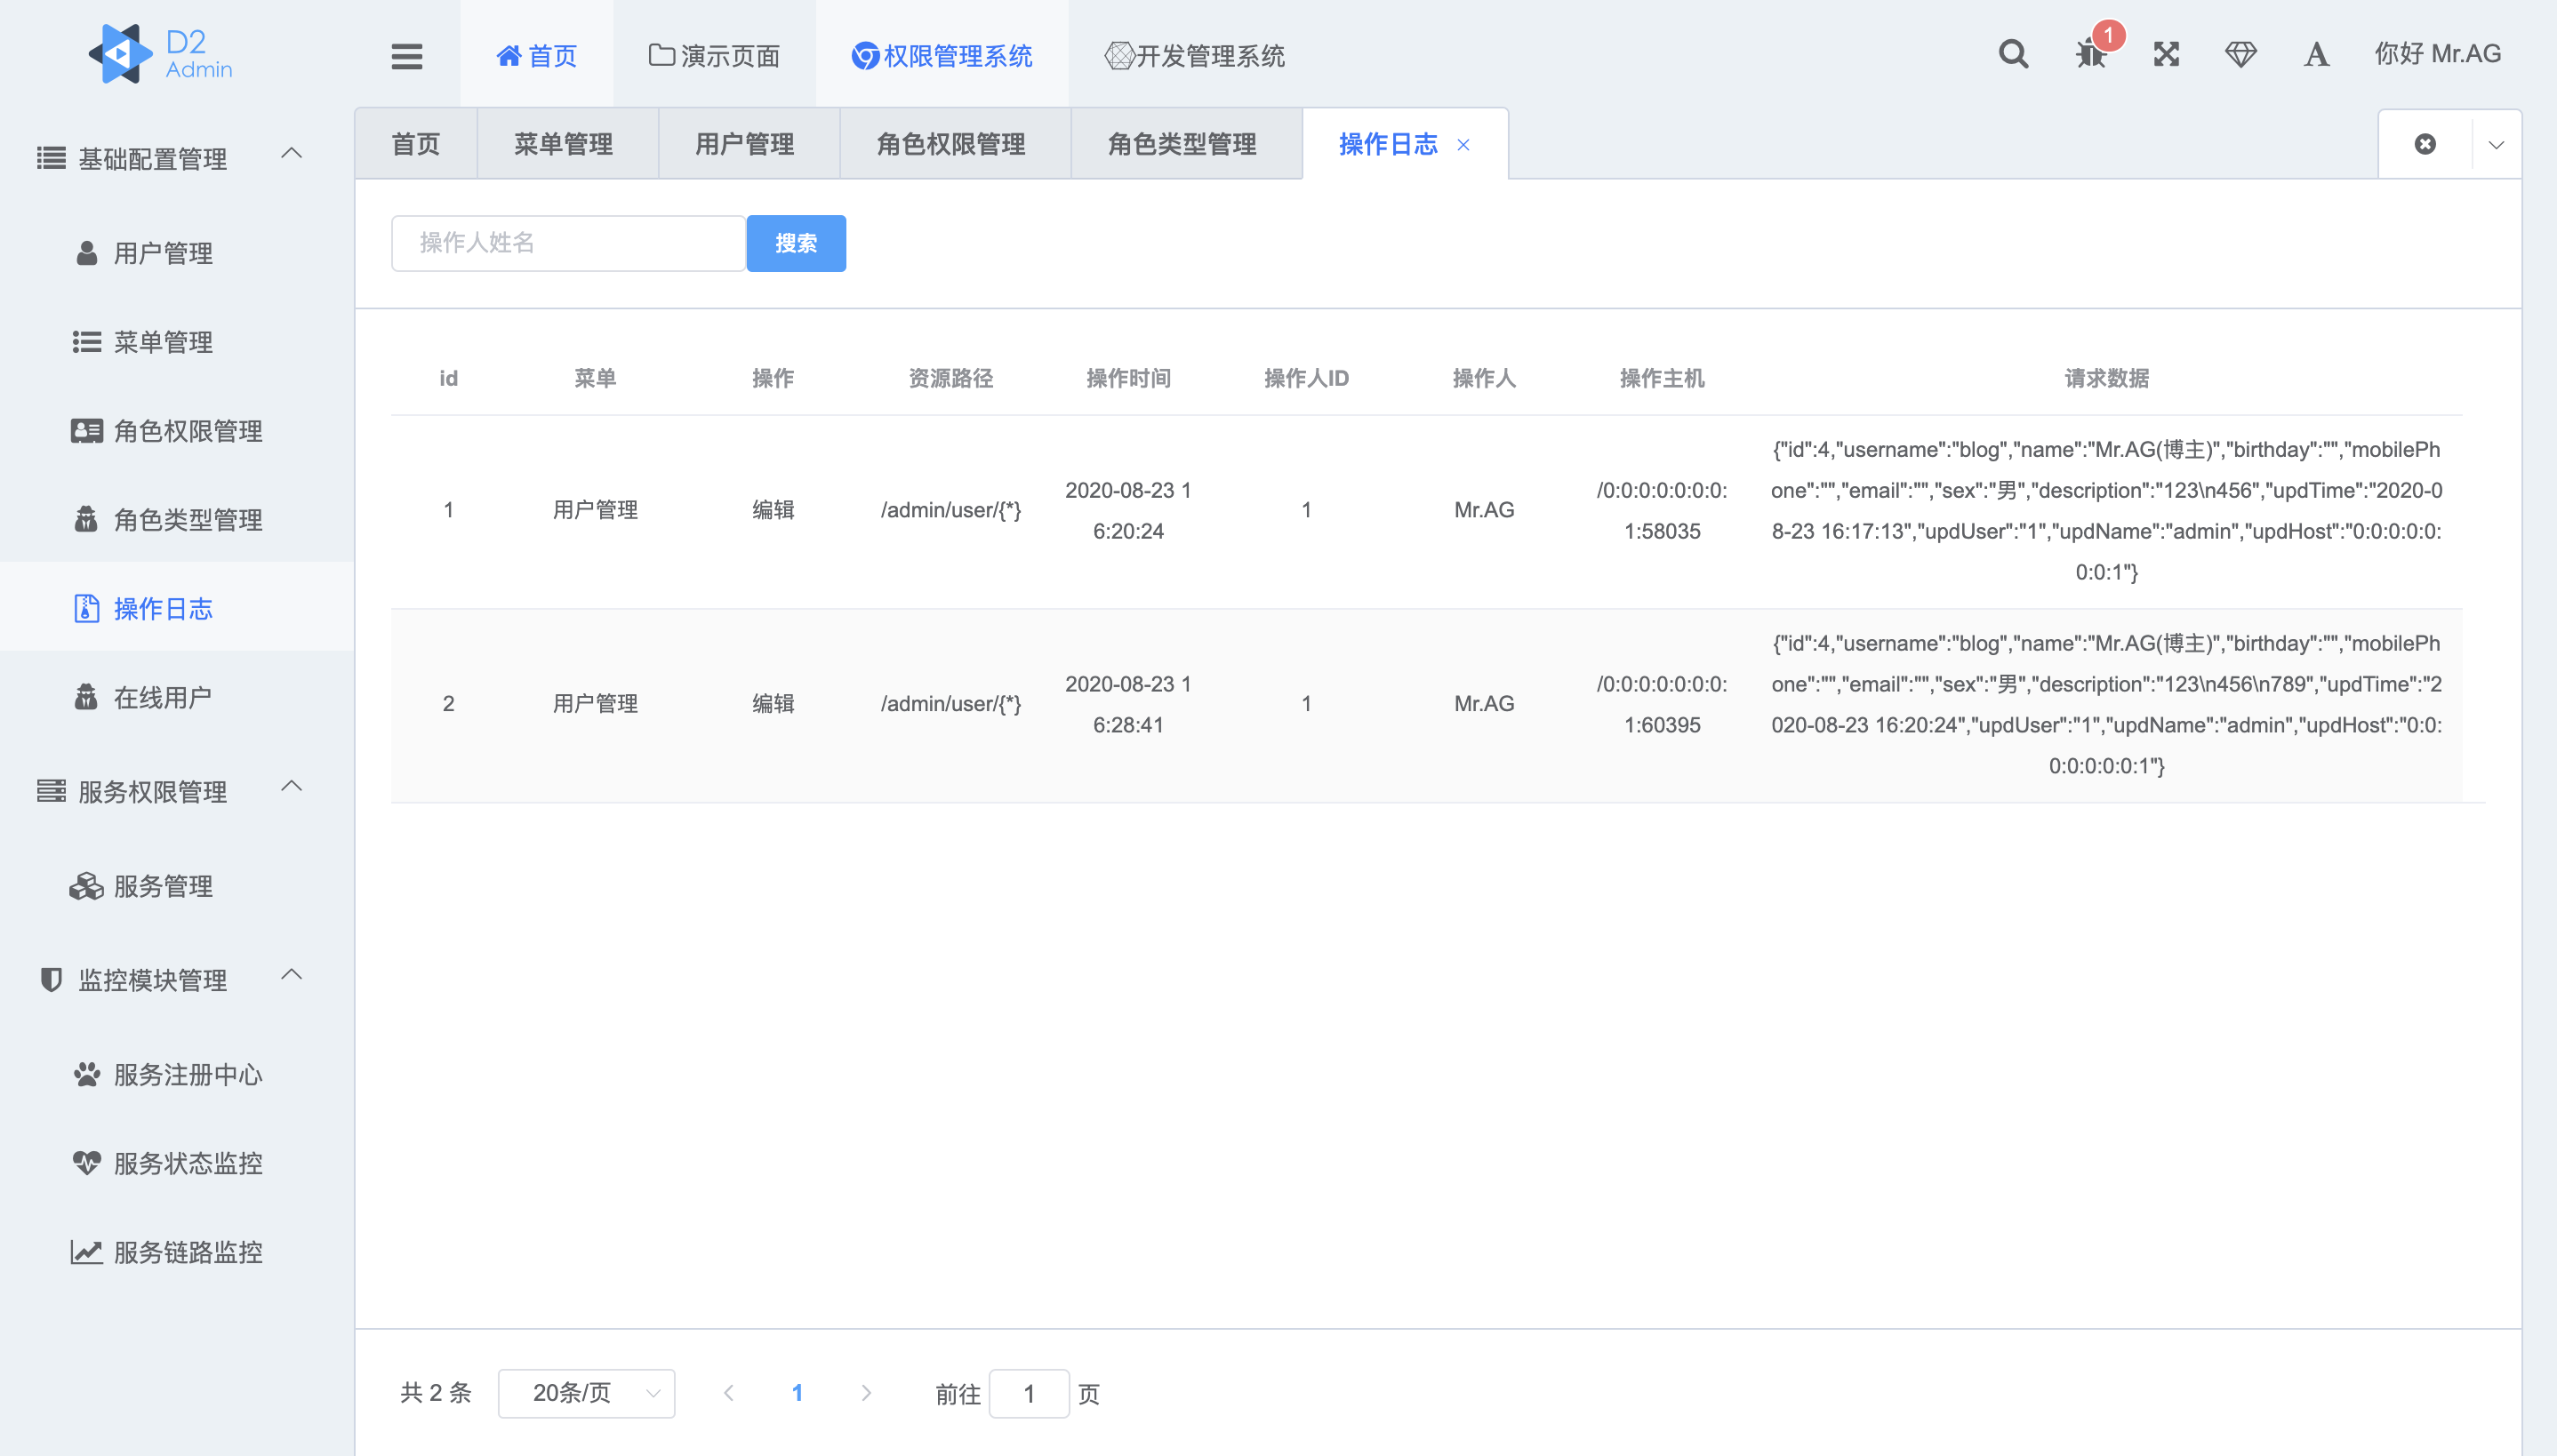 D2
Admin
首页
演示页面
权限管理系统
开发管理系统
1
你好 Mr.AG
基础配置管理
用户管理
菜单管理
角色权限管理
角色类型管理
操作日志
在线用户
服务权限管理
服务管理
监控模块管理
服务注册中心
服务状态监控
服务链路监控
首页 菜单管理 用户管理 角色权限管理 角色类型管理 操作日志
操作人姓名 搜索
id 菜单 操作 资源路径 操作时间 操作人ID 操作人 操作主机 请求数据
1
用户管理
编辑
/admin/user/{*}
2020-08-23 1
6:20:24
1
Mr.AG
/0:0:0:0:0:0:0:
1:58035
{"id":4,"username":"blog","name":"Mr.AG(博主)","birthday":"","mobilePh
one":"","email":"","sex":"男","description":"123\n456","updTime":"2020-0
8-23 16:17:13","updUser":"1","updName":"admin","updHost":"0:0:0:0:0:
0:0:1"}
2
用户管理
编辑
/admin/user/{*}
2020-08-23 1
6:28:41
1
Mr.AG
/0:0:0:0:0:0:0:
1:60395
{"id":4,"username":"blog","name":"Mr.AG(博主)","birthday":"","mobilePh
one":"","email":"","sex":"男","description":"123\n456\n789","updTime":"2
020-08-23 16:20:24","updUser":"1","updName":"admin","updHost":"0:0:
0:0:0:0:0:1"}
共 2 条 20条/页 1 前往 1 页